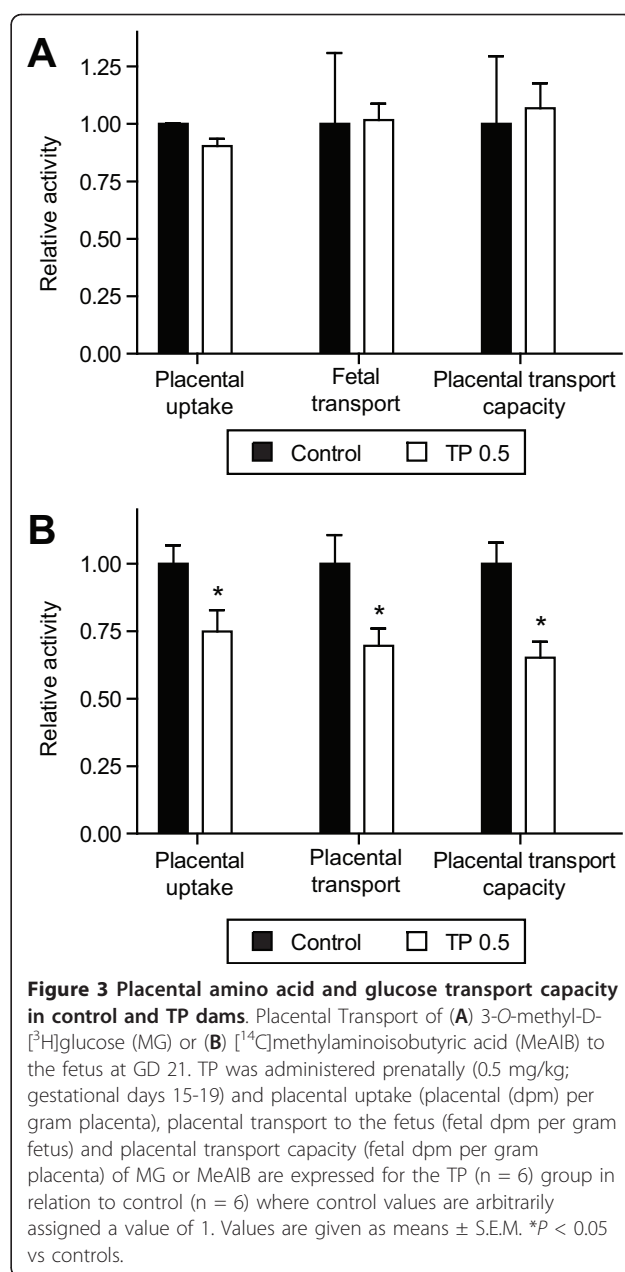 A
Relative activity
1.25
1.00
0.75
0.50
0.25
0.00
Placental uptake
Fetal transport
Placental transport capacity
Control
TP 0.5
B
Relative activity
1.00
0.75
0.50
0.25
0.00
*
*
*
Placental uptake
Placental transport
Placental transport capacity
Control
TP 0.5
Figure 3 Placental amino acid and glucose transport capacity
in control and TP dams. Placental Transport of (A) 3-O-methyl-D-
[³H]glucose (MG) or (B) [¹⁴C]methylaminoisobutyric acid (MeAIB) to
the fetus at GD 21. TP was administered prenatally (0.5 mg/kg;
gestational days 15-19) and placental uptake (placental (dpm) per
gram placenta), placental transport to the fetus (fetal dpm per gram
fetus) and placental transport capacity (fetal dpm per gram
placenta) of MG or MeAIB are expressed for the TP (n = 6) group in
relation to control (n = 6) where control values are arbitrarily
assigned a value of 1. Values are given as means ± S.E.M. *P < 0.05
vs controls.